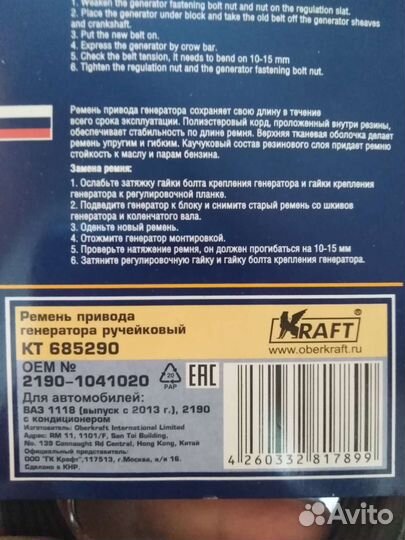 1. Weaken the generator fastening bolt nut and nut on the regulation slat.
2. Place the generator under block and take the old belt off the generator sheaves
and crankshaft.
3. Put the new belt on.
4. Express the generator by crow bar.
5. Check the belt tension, it needs to bend on 10-15 mm
6. Tighten the regulation nut and the generator fastening bolt nut.
Ремень привода генератора сохраняет свою длину в течение
всего срока эксплуатации. Полиэстеровый корд, проложенный внутри резины,
обеспечивает стабильность по длине ремня. Верхняя тканевая оболочка делает
ремень упругим и гибким. Каучуковый состав резинового слоя придает ремню
стойкость к маслу и парам бензина.
Замена ремня:
1. Ослабьте затяжку гайки болта крепления генератора и гайки крепления
генератора к регулировочной планке.
2. Подведите генератор к блоку и снимите старый ремень со шкивов
генератора и коленчатого вала.
3. Оденьте новый ремень.
4. Отожмите генератор монтировкой.
5. Проверьте натяжение ремня, он должен прогибаться на 10-15 мм
6. Затяните регулировочную гайку и гайку болта крепления генератора.
Ремень привода
генератора ручейковый
KT 685290
OEM №
2190-1041020
Для автомобилей:
ВАЗ 1118 (выпуск с 2013 г.), 2190
с кондиционером
Изготовитель: Oberkraft International Limited
Адрес: RM 11, 1101/F, San Toi Building,
No. 139 Connaught Rd Central, Hong Kong, Китай
Официальный представитель:
ООО "ГК Крафт",117513, г.Москва, а/я 16.
Сделано в КНР.
KRAFT
www.oberkraft.ru
20
PAP
EAC
4 260332 817899
Avito